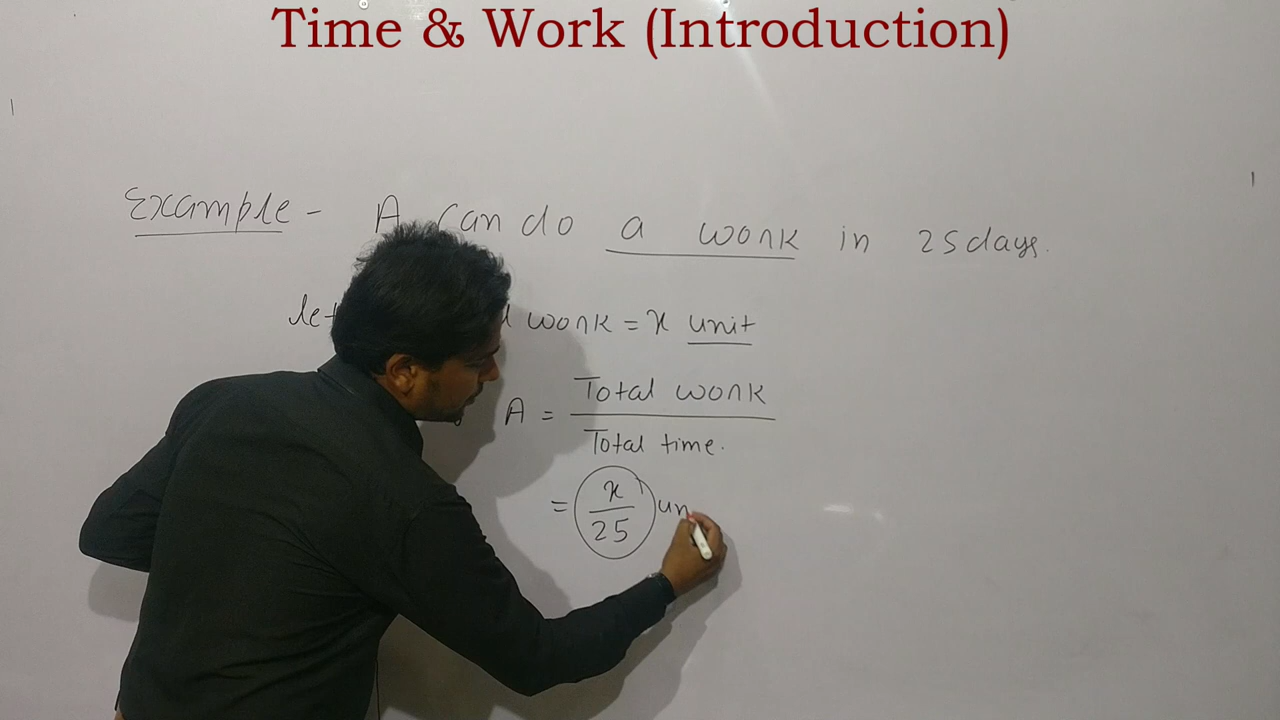 Time & Work (Introduction)
Example - A can do a work in 25 days.
let work = x unit
A = Total work
Total time.
= x
25 un